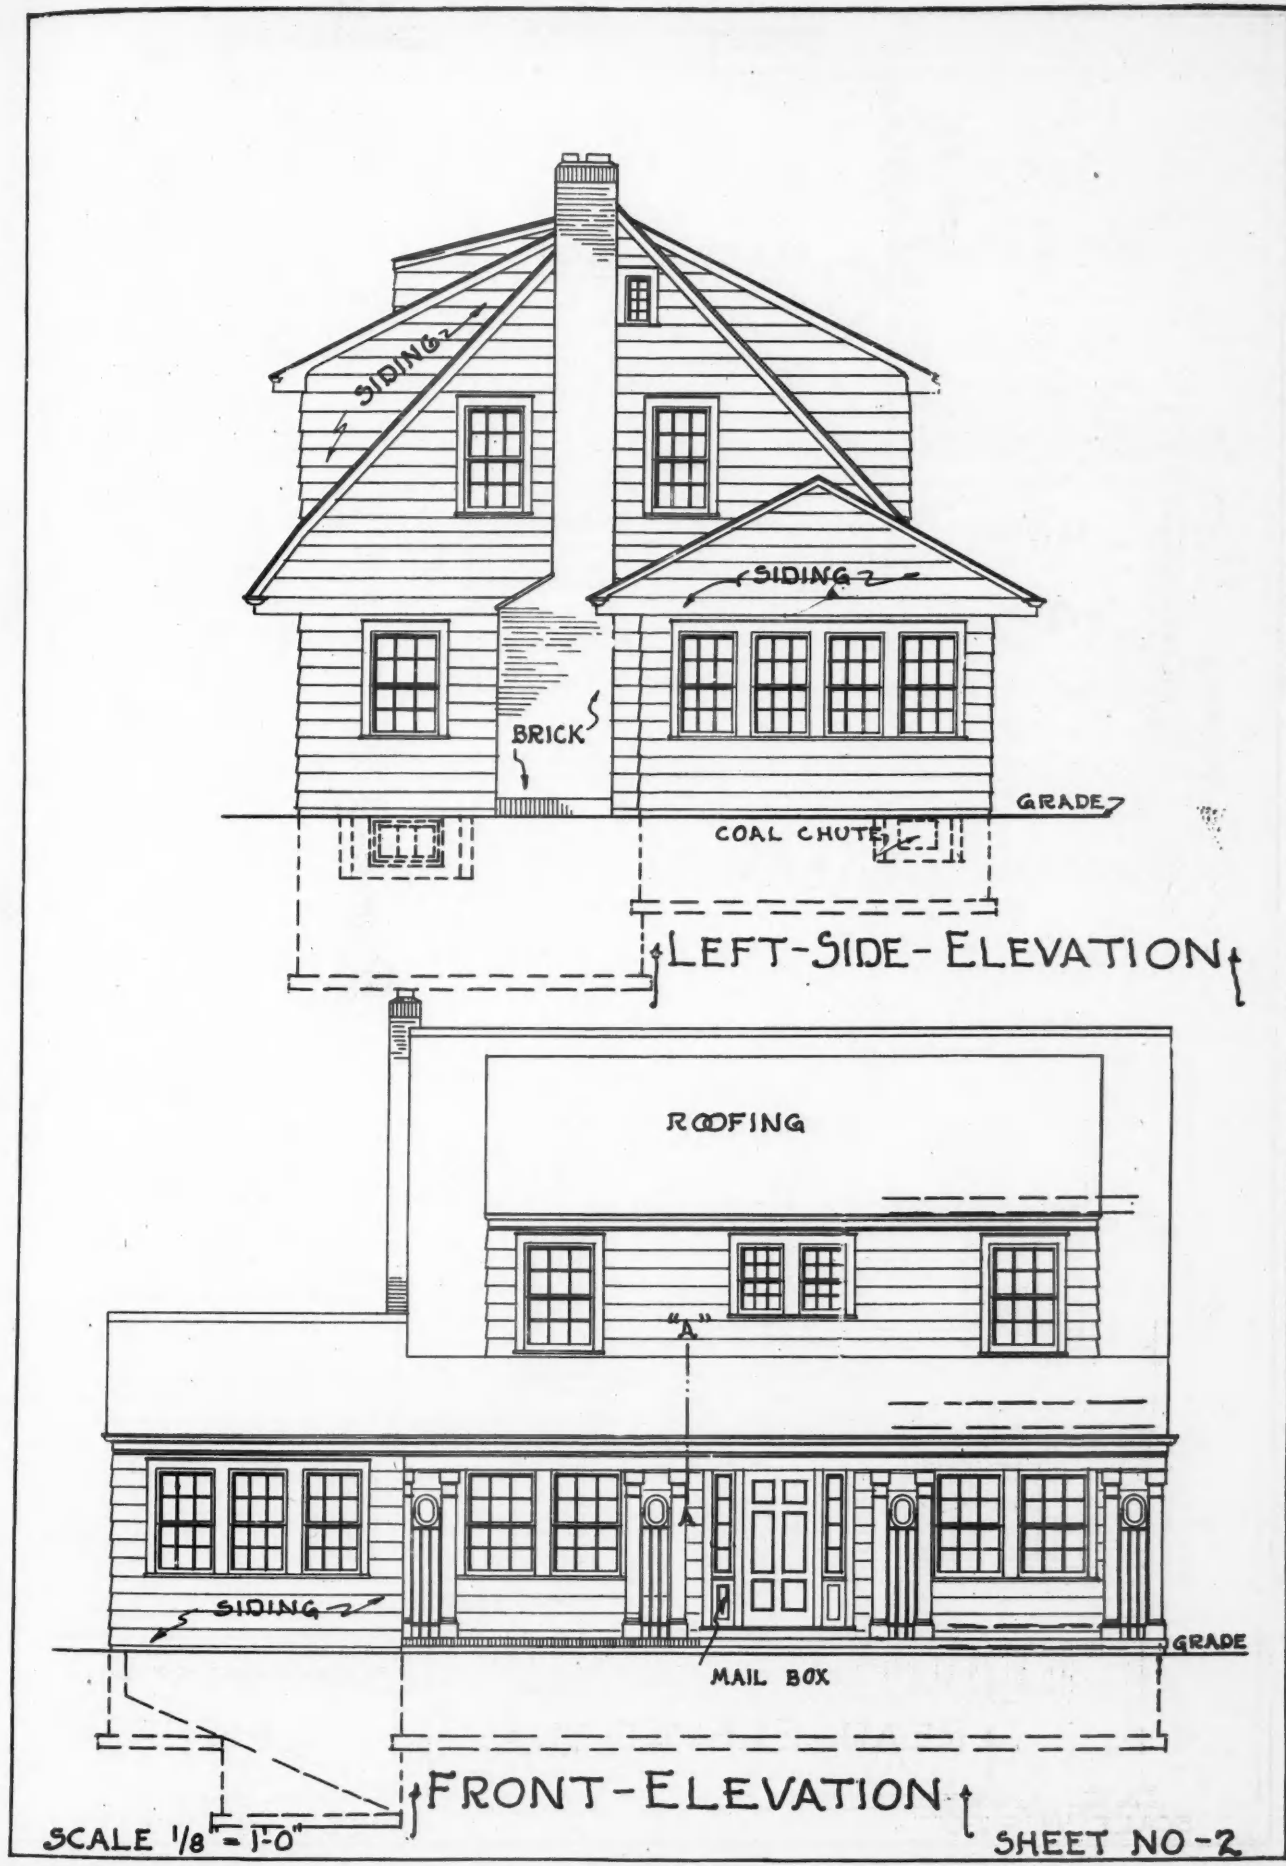 SIDING
SIDING
BRICK
GRADE
COAL CHUTE
LEFT-SIDE-ELEVATION
ROOFING
"A"
A
SIDING
GRADE
MAIL BOX
FRONT-ELEVATION
SCALE 1/8" = 1'-0"
SHEET NO-2